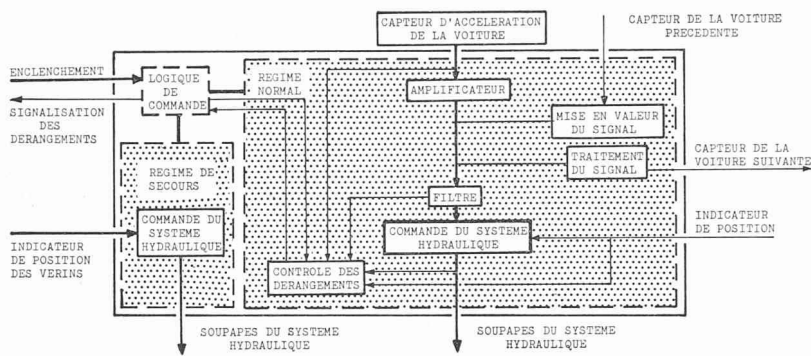 CAPTEUR D'ACCELERATION
DE LA VOITURE
CAPTEUR DE LA VOITURE
PRECEDENTE
ENCLENCHEMENT
LOGIQUE
DE
COMMANDE
REGIME
NORMAL
AMPLIFICATEUR
SIGNALISATION
DES
DERANGEMENTS
MISE EN VALEUR
DU SIGNAL
TRAITEMENT
DU SIGNAL
CAPTEUR DE LA
VOITURE SUIVANTE
REGIME DE
SECOURS
FILTRE
COMMANDE DU
SYSTEME
HYDRAULIQUE
COMMANDE DU SYSTEME
HYDRAULIQUE
INDICATEUR
DE POSITION
INDICATEUR
DE POSITION
DES VERINS
CONTROLE DES
DERANGEMENTS
SOUPAPES DU SYSTEME
HYDRAULIQUE
SOUPAPES DU SYSTEME
HYDRAULIQUE